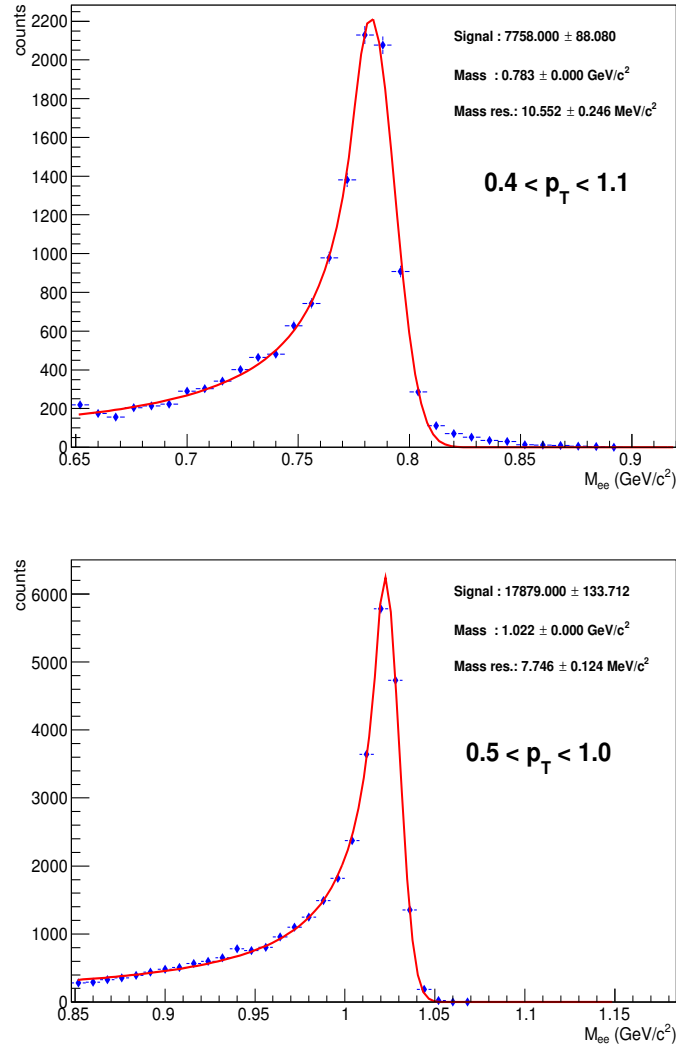 counts
2200
2000
1800
1600
1400
1200
1000
800
600
400
200
0
Signal : 7758.000 ± 88.080
Mass : 0.783 ± 0.000 GeV/c²
Mass res.: 10.552 ± 0.246 MeV/c²
0.4 < p_T < 1.1
0.65 0.7 0.75 0.8 0.85 0.9
M_ee (GeV/c²)
counts
6000
5000
4000
3000
2000
1000
0
Signal : 17879.000 ± 133.712
Mass : 1.022 ± 0.000 GeV/c²
Mass res.: 7.746 ± 0.124 MeV/c²
0.5 < p_T < 1.0
0.85 0.9 0.95 1 1.05 1.1 1.15
M_ee (GeV/c²)